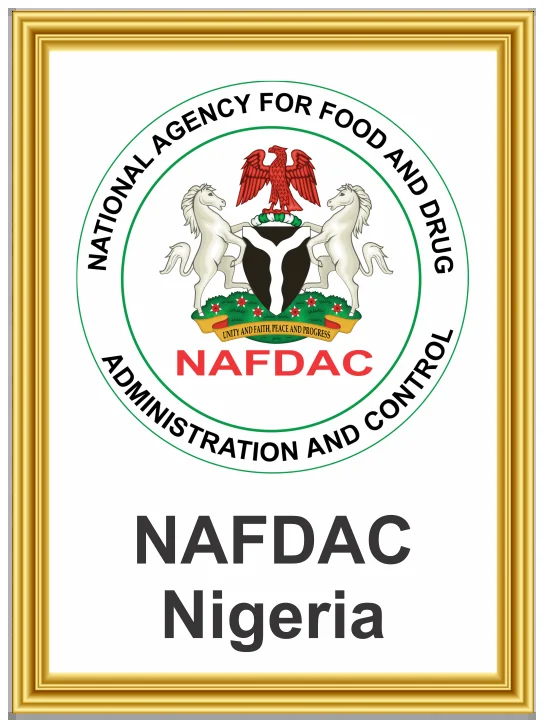 NATIONAL AGENCY FOR FOOD AND DRUG
UNITY AND FAITH, PEACE AND PROGRESS
NAFDAC
ADMINISTRATION AND CONTROL
NAFDAC
Nigeria